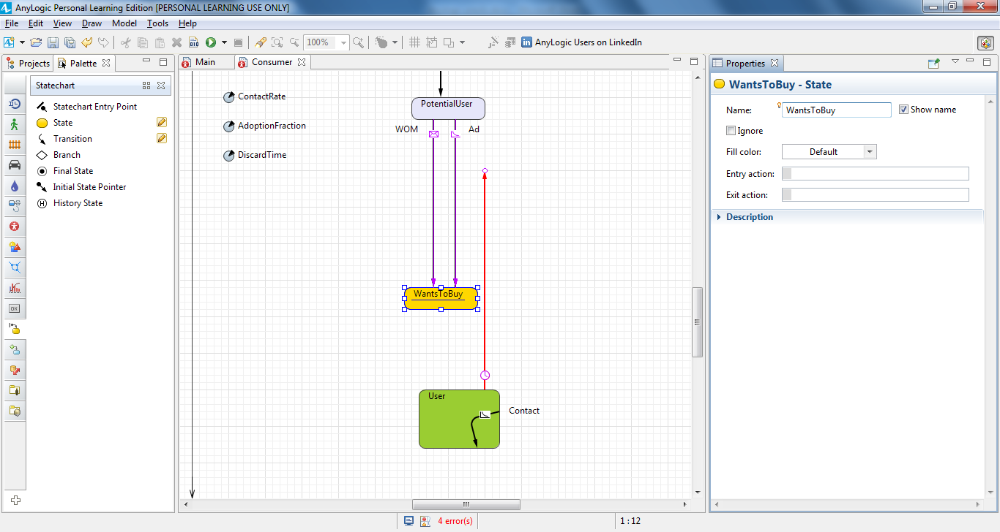 AnyLogic Personal Learning Edition [PERSONAL LEARNING USE ONLY]
File Edit View Draw Model Tools Help
100%
AnyLogic Users on LinkedIn
Projects
Palette
Statechart
Statechart Entry Point
State
Transition
Branch
Final State
Initial State Pointer
History State
Main
Consumer
ContactRate
AdoptionFraction
DiscardTime
PotentialUser
WOM
Ad
WantsToBuy
User
Contact
Properties
WantsToBuy - State
Name: WantsToBuy Show name
Ignore
Fill color: Default
Entry action:
Exit action:
Description
4 error(s)
1 : 12